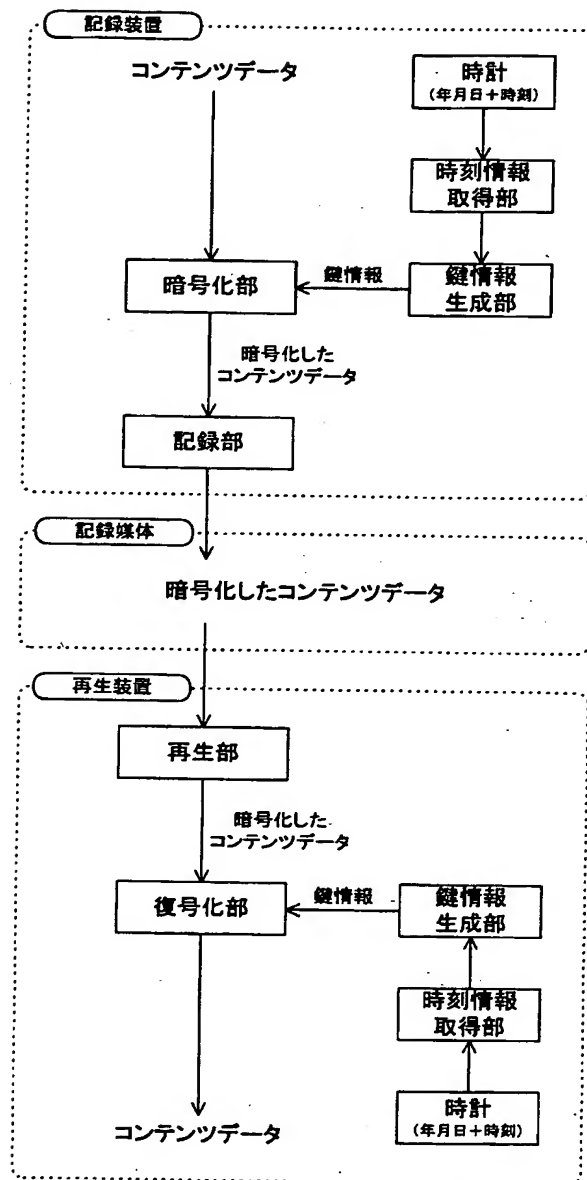 記録装置
コンテンツデータ
時計
(年月日+時刻)
時刻情報
取得部
暗号化部
鍵情報
鍵情報
生成部
暗号化した
コンテンツデータ
記録部
記録媒体
暗号化したコンテンツデータ
再生装置
再生部
暗号化した
コンテンツデータ
復号化部
鍵情報
鍵情報
生成部
時刻情報
取得部
時計
(年月日+時刻)
コンテンツデータ